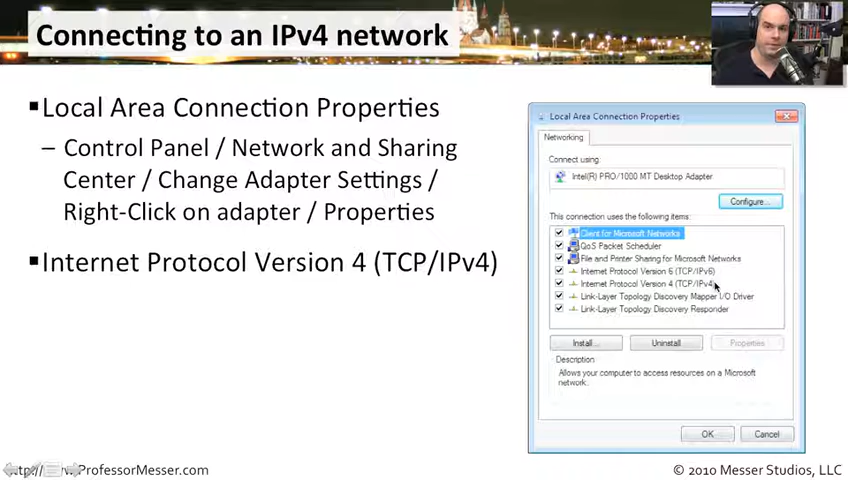 Connecting to an IPv4 network
▪Local Area Connection Properties
– Control Panel / Network and Sharing
Center / Change Adapter Settings /
Right-Click on adapter / Properties
▪Internet Protocol Version 4 (TCP/IPv4)
Local Area Connection Properties
Networking
Connect using:
Intel(R) PRO/1000 MT Desktop Adapter
Configure...
This connection uses the following items:
Client for Microsoft Networks
QoS Packet Scheduler
File and Printer Sharing for Microsoft Networks
Internet Protocol Version 6 (TCP/IPv6)
Internet Protocol Version 4 (TCP/IPv4)
Link-Layer Topology Discovery Mapper I/O Driver
Link-Layer Topology Discovery Responder
Install...
Uninstall
Properties
Description
Allows your computer to access resources on a Microsoft
network.
OK
Cancel
ProfessorMesser.com
© 2010 Messer Studios, LLC